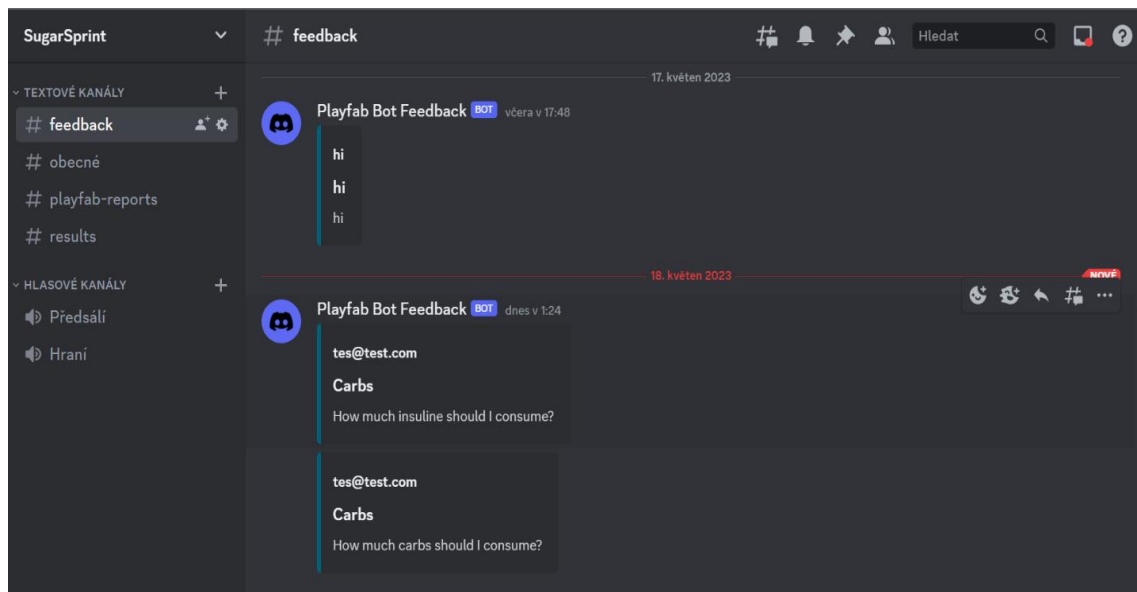 SugarSprint
TEXTOVÉ KANÁLY
feedback
obecné
playfab-reports
results
HLASOVÉ KANÁLY
Předsálí
Hraní
feedback
Hledat
17. květen 2023
Playfab Bot Feedback BOT včera v 17:48
hi
hi
hi
18. květen 2023
NOVÉ
Playfab Bot Feedback BOT dnes v 1:24
tes@test.com
Carbs
How much insuline should I consume?
tes@test.com
Carbs
How much carbs should I consume?